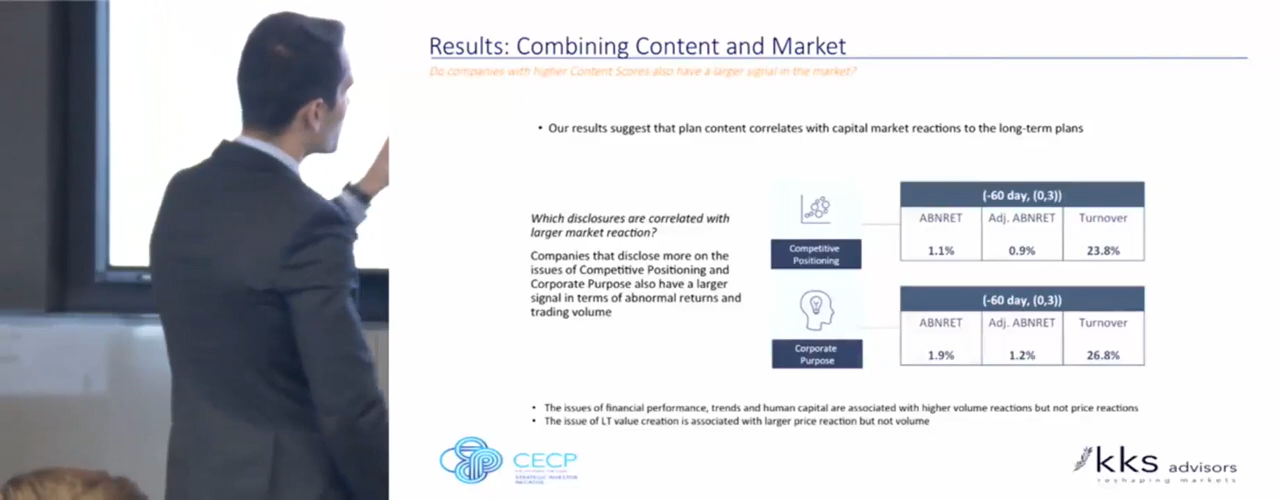 Results: Combining Content and Market
Do companies with higher Content Scores also have a larger signal in the market?
• Our results suggest that plan content correlates with capital market reactions to the long-term plans
Which disclosures are correlated with
larger market reaction?
Companies that disclose more on the
issues of Competitive Positioning and
Corporate Purpose also have a larger
signal in terms of abnormal returns and
trading volume
Competitive
Positioning
(-60 day, (0,3))
ABNRET Adj. ABNRET Turnover
1.1% 0.9% 23.8%
Corporate
Purpose
(-60 day, (0,3))
ABNRET Adj. ABNRET Turnover
1.9% 1.2% 26.8%
• The issues of financial performance, trends and human capital are associated with higher volume reactions but not price reactions
• The issue of LT value creation is associated with larger price reaction but not volume
CECP
STRATEGIC INVESTOR
INITIATIVE
kks advisors
reshaping markets